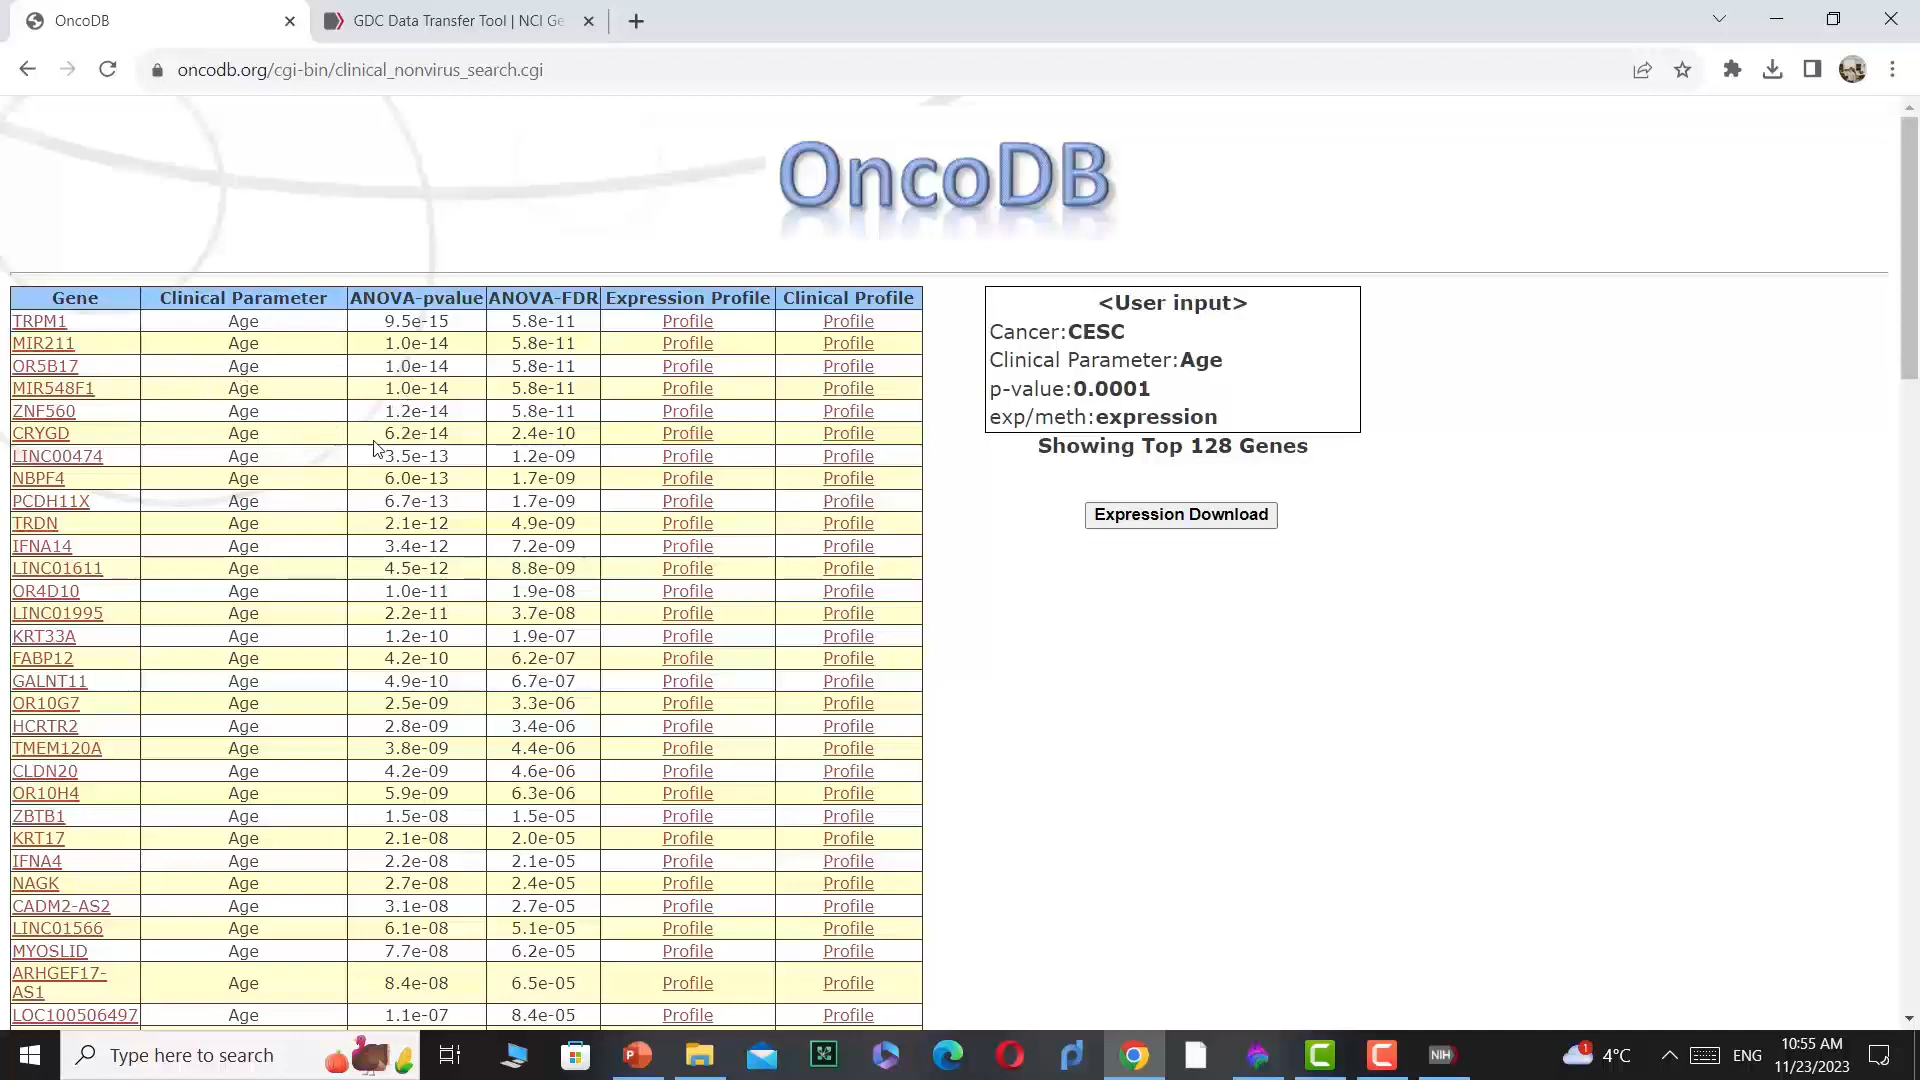 OncoDB
GDC Data Transfer Tool | NCI Ge
oncodb.org/cgi-bin/clinical_nonvirus_search.cgi
OncoDB
Gene Clinical Parameter ANOVA-pvalue ANOVA-FDR Expression Profile Clinical Profile
TRPM1 Age 9.5e-15 5.8e-11 Profile Profile
MIR211 Age 1.0e-14 5.8e-11 Profile Profile
OR5B17 Age 1.0e-14 5.8e-11 Profile Profile
MIR548F1 Age 1.0e-14 5.8e-11 Profile Profile
ZNF560 Age 1.2e-14 5.8e-11 Profile Profile
CRYGD Age 6.2e-14 2.4e-10 Profile Profile
LINC00474 Age 3.5e-13 1.2e-09 Profile Profile
NBPF4 Age 6.0e-13 1.7e-09 Profile Profile
PCDH11X Age 6.7e-13 1.7e-09 Profile Profile
TRDN Age 2.1e-12 4.9e-09 Profile Profile
IFNA14 Age 3.4e-12 7.2e-09 Profile Profile
LINC01611 Age 4.5e-12 8.8e-09 Profile Profile
OR4D10 Age 1.0e-11 1.9e-08 Profile Profile
LINC01995 Age 2.2e-11 3.7e-08 Profile Profile
KRT33A Age 1.2e-10 1.9e-07 Profile Profile
FABP12 Age 4.2e-10 6.2e-07 Profile Profile
GALNT11 Age 4.9e-10 6.7e-07 Profile Profile
OR10G7 Age 2.5e-09 3.3e-06 Profile Profile
HCRTR2 Age 2.8e-09 3.4e-06 Profile Profile
TMEM120A Age 3.8e-09 4.4e-06 Profile Profile
CLDN20 Age 4.2e-09 4.6e-06 Profile Profile
OR10H4 Age 5.9e-09 6.3e-06 Profile Profile
ZBTB1 Age 1.5e-08 1.5e-05 Profile Profile
KRT17 Age 2.1e-08 2.0e-05 Profile Profile
IFNA4 Age 2.2e-08 2.1e-05 Profile Profile
NAGK Age 2.7e-08 2.4e-05 Profile Profile
CADM2-AS2 Age 3.1e-08 2.7e-05 Profile Profile
LINC01566 Age 6.1e-08 5.1e-05 Profile Profile
MYOSLID Age 7.7e-08 6.2e-05 Profile Profile
ARHGEF17-
AS1 Age 8.4e-08 6.5e-05 Profile Profile
LOC100506497 Age 1.1e-07 8.4e-05 Profile Profile
<User input>
Cancer:CESC
Clinical Parameter:Age
p-value:0.0001
exp/meth:expression
Showing Top 128 Genes
Expression Download
Type here to search
NIH
1
4°C
ENG
10:55 AM
11/23/2023